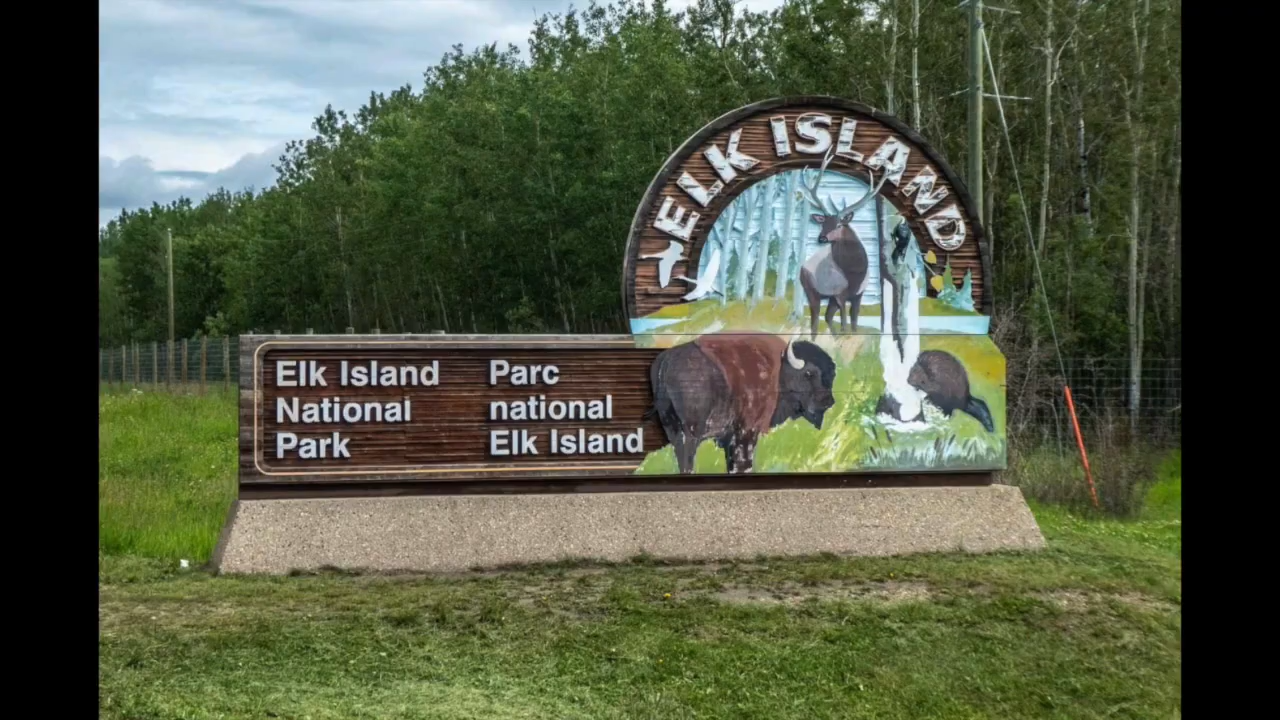 ELK ISLAND
Elk Island
National
Park
Parc
national
Elk Island